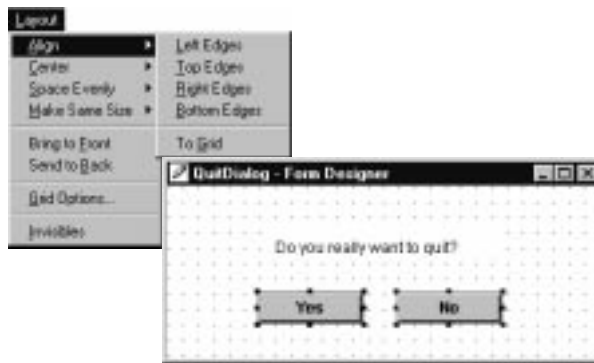 Layout
Align
Center
Space Evenly
Make Same Size
Bring to Front
Send to Back
Grid Options...
Invisibles
Left Edges
Top Edges
Right Edges
Bottom Edges
To Grid
QuitDialog - Form Designer
Do you really want to quit?
Yes No